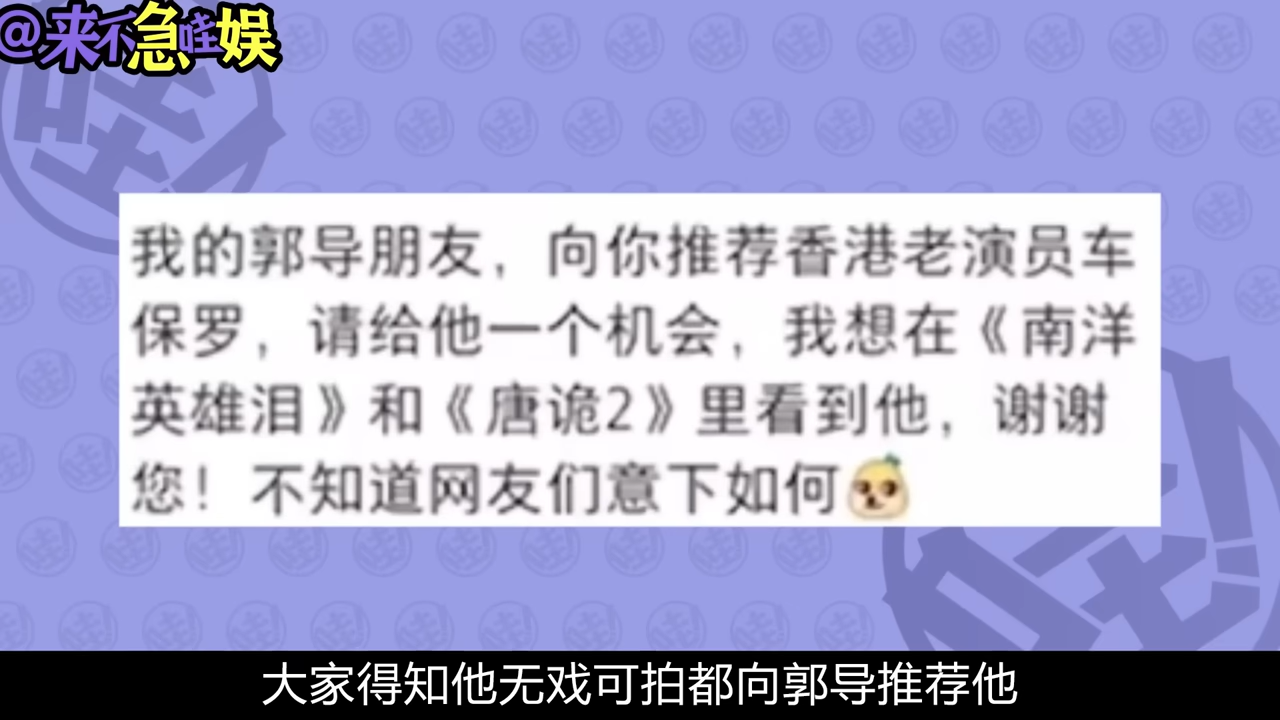 @来不急哇娱
我的郭导朋友，向你推荐香港老演员车
保罗，请给他一个机会，我想在《南洋
英雄泪》和《唐诡2》里看到他，谢谢
您！不知道网友们意下如何
大家得知他无戏可拍都向郭导推荐他